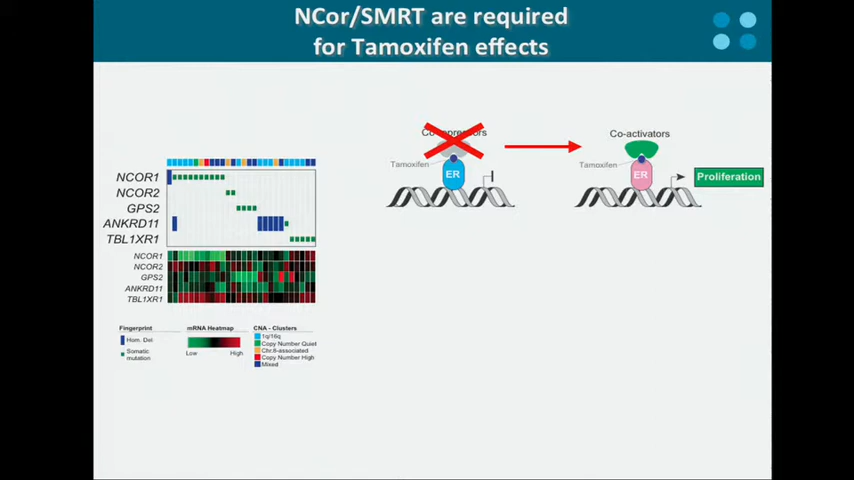 NCor/SMRT are required
for Tamoxifen effects
NCOR1
NCOR2
GPS2
ANKRD11
TBL1XR1
NCOR1
NCOR2
GPS2
ANKRD11
TBL1XR1
Fingerprint
Hom. Del.
Somatic
mutation
mRNA Heatmap
Low High
CNA - Clusters
1q/16q
Copy Number Quiet
Chr.8-associated
Copy Number High
Mixed
Tamoxifen
ER
Co-activators
Tamoxifen
ER
Proliferation